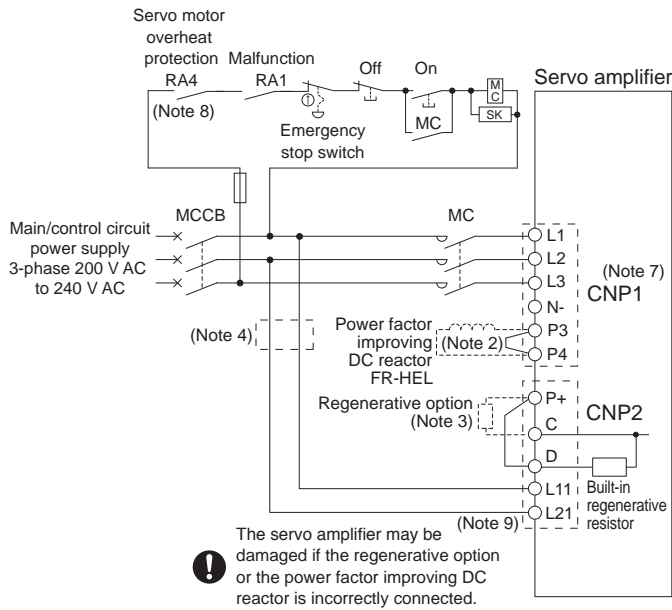 Servo motor
overheat
protection
RA4
(Note 8)
Malfunction
RA1
Emergency
stop switch
Off
On
MC
M
C
SK
Servo amplifier
Main/control circuit
power supply
3-phase 200 V AC
to 240 V AC
MCCB
MC
L1
L2
L3
N-
P3
P4
(Note 7)
CNP1
(Note 4)
Power factor
improving
DC reactor
FR-HEL
(Note 2)
Regenerative option
(Note 3)
P+
C
D
L11
L21
CNP2
Built-in
regenerative
resistor
(Note 9)
The servo amplifier may be
damaged if the regenerative option
or the power factor improving DC
reactor is incorrectly connected.